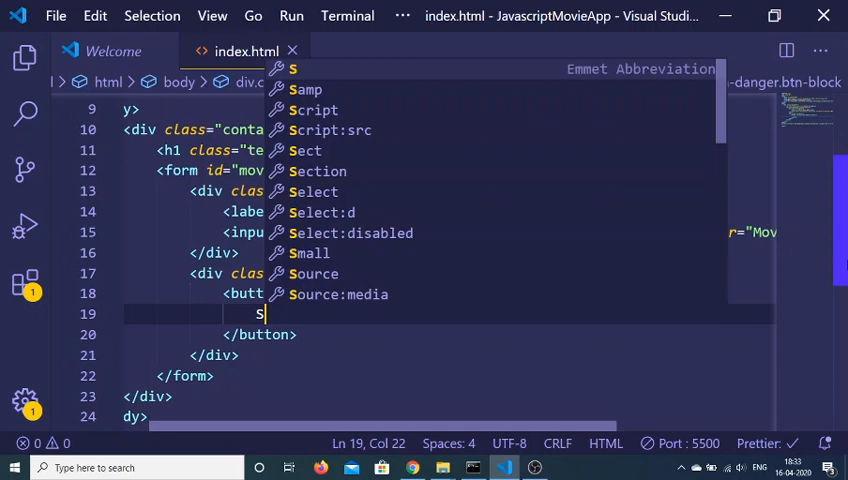 File Edit Selection View Go Run Terminal ··· index.html - JavascriptMovieApp - Visual Studi...
Welcome <> index.html
html body div.c -danger.btn-block
S Emmet Abbreviation
Samp
Script
Script:src
Sect
Section
Select
Select:d
Select:disabled
Small
Source
Source:media
9 y>
10 <div class="conta
11 <h1 class="te
12 <form id="mov
13 <div clas
14 <labe
15 <inpu r="Mov
16 </div>
17 <div clas
18 <butt
19 S
20 </button>
21 </div>
22 </form>
23 </div>
24 dy>
1
1
0 0 Ln 19, Col 22 Spaces: 4 UTF-8 CRLF HTML Port : 5500 Prettier:
Type here to search ENG 18:33
16-04-2020
3